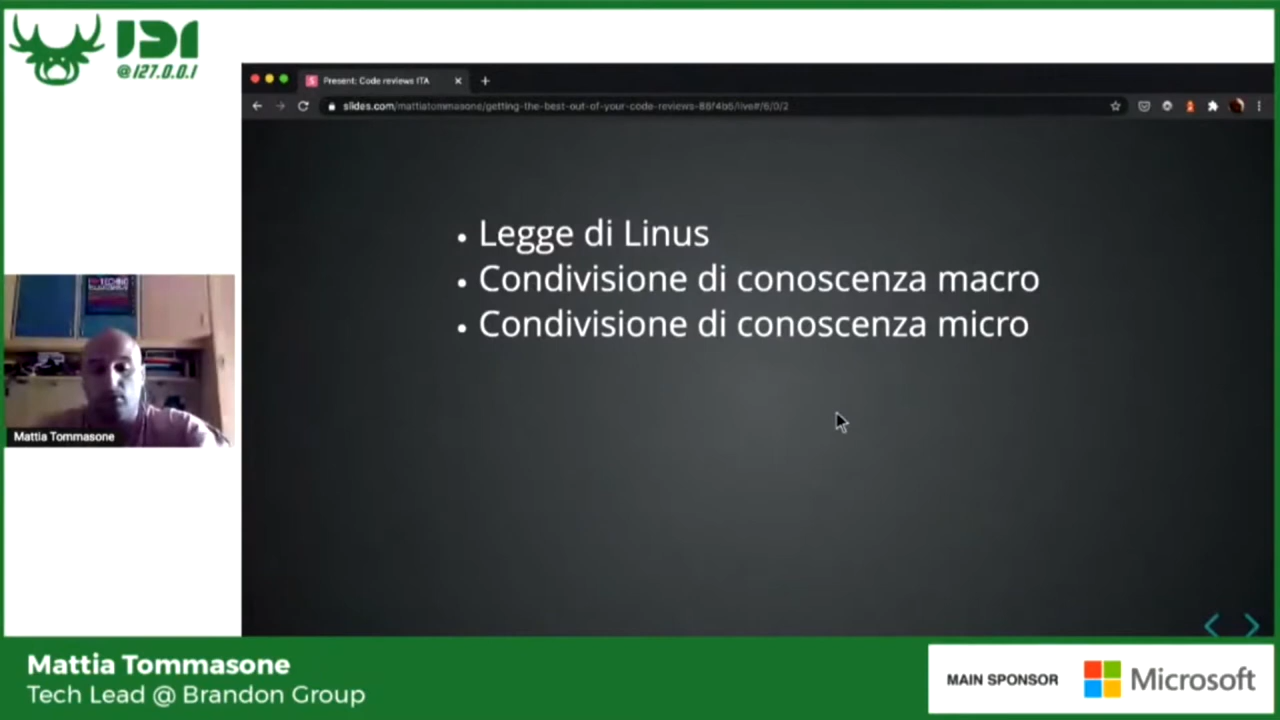 IDI
@127.0.0.1
Present: Code reviews ITA
slides.com/mattiatommasone/getting-the-best-out-of-your-code-reviews-86f4b6/live#/6/0/2
• Legge di Linus
• Condivisione di conoscenza macro
• Condivisione di conoscenza micro
Mattia Tommasone
Mattia Tommasone
Tech Lead @ Brandon Group
MAIN SPONSOR
Microsoft